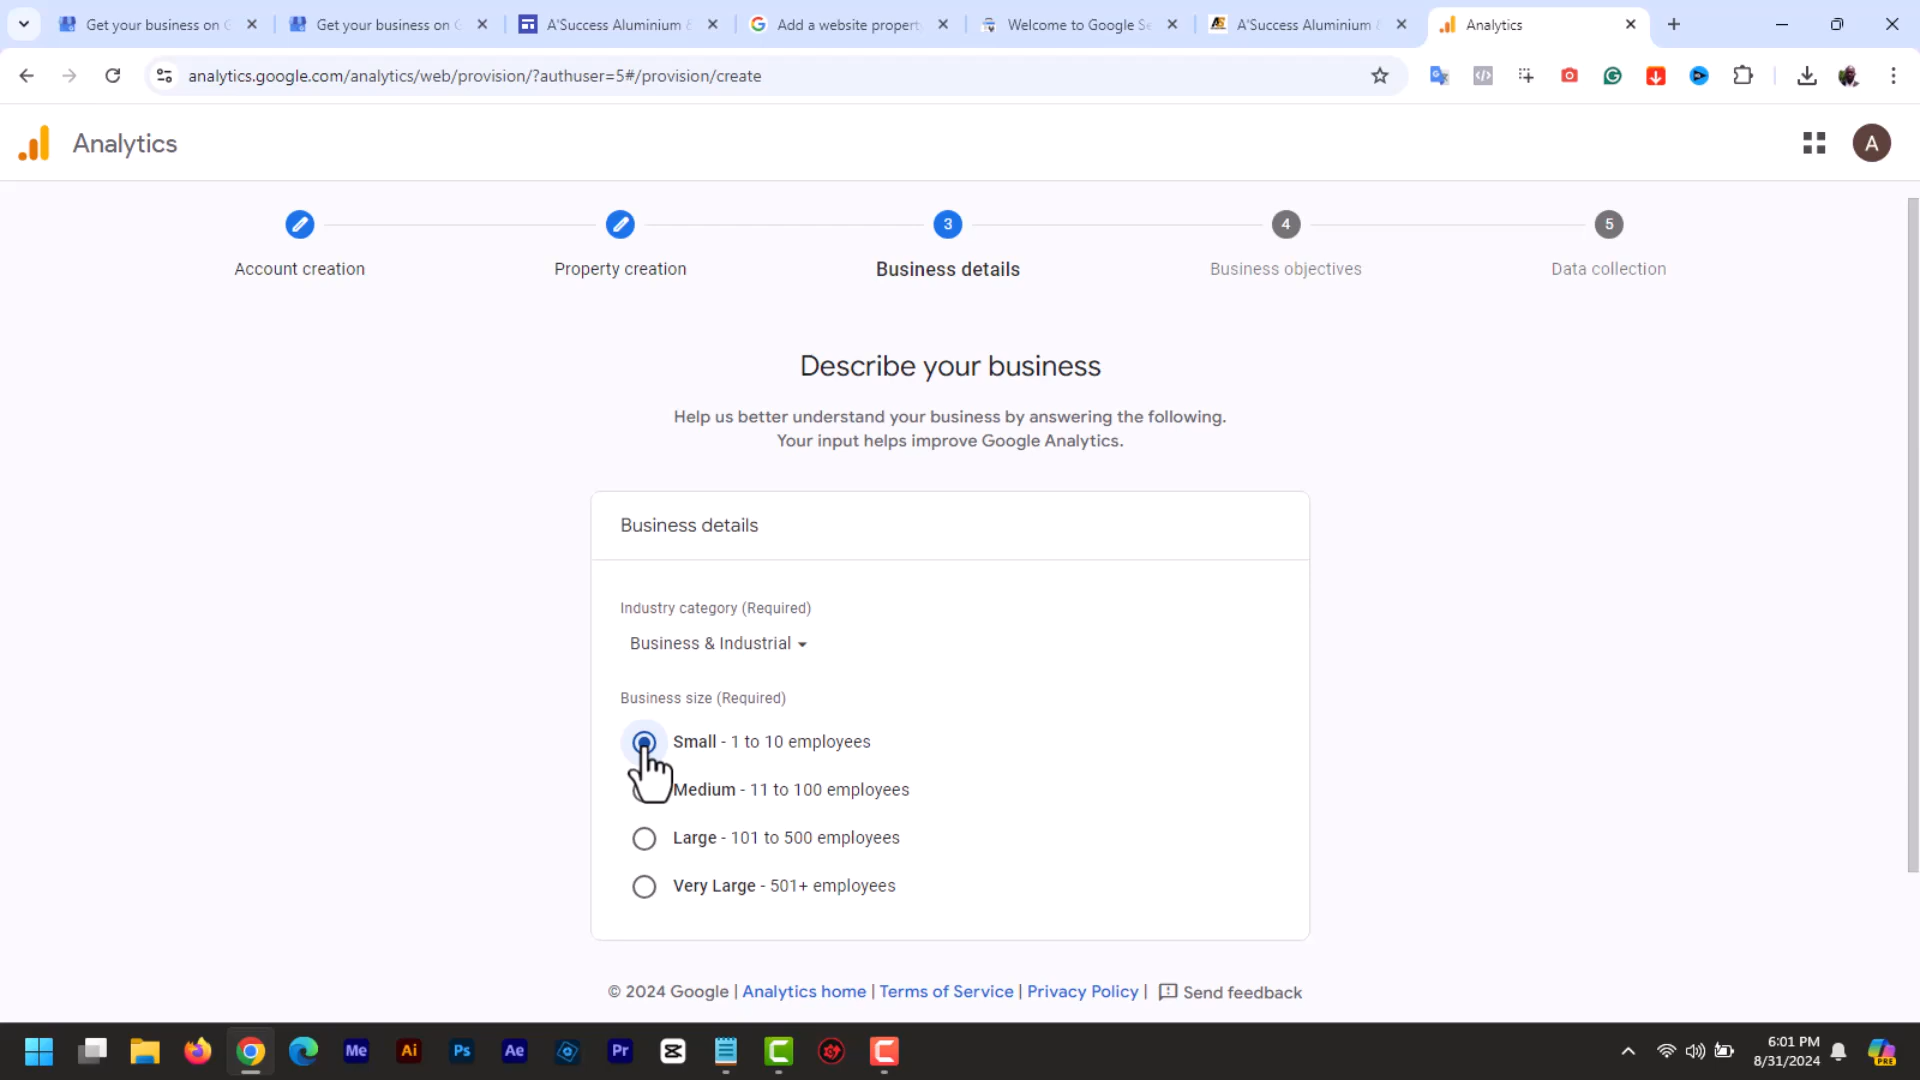 Get your business on G
Get your business on G
A'Success Aluminium &
Add a website property
Welcome to Google Se
A'Success Aluminium &
Analytics
analytics.google.com/analytics/web/provision/?authuser=5#/provision/create
Analytics
A
3
4
5
Account creation
Property creation
Business details
Business objectives
Data collection
Describe your business
Help us better understand your business by answering the following.
Your input helps improve Google Analytics.
Business details
Industry category (Required)
Business & Industrial
Business size (Required)
Small - 1 to 10 employees
Medium - 11 to 100 employees
Large - 101 to 500 employees
Very Large - 501+ employees
© 2024 Google | Analytics home | Terms of Service | Privacy Policy | Send feedback
Me
Ai
Ps
Ae
Pr
6:01 PM
8/31/2024
PRE